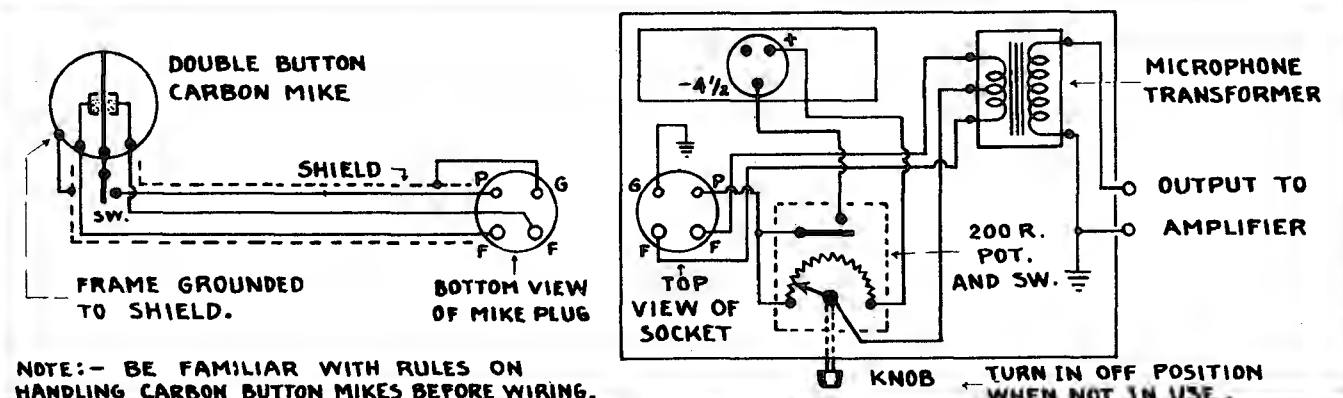 DOUBLE BUTTON
CARBON MIKE
SHIELD
SW.
P
G
F
F
FRAME GROUNDED
TO SHIELD.
BOTTOM VIEW
OF MIKE PLUG
NOTE:- BE FAMILIAR WITH RULES ON
HANDLING CARBON BUTTON MIKES BEFORE WIRING.
+
-4½
G
P
F
F
TOP
VIEW OF
SOCKET
200 R.
POT.
AND SW.
MICROPHONE
TRANSFORMER
OUTPUT TO
AMPLIFIER
KNOB
TURN IN OFF POSITION
WHEN NOT IN USE.